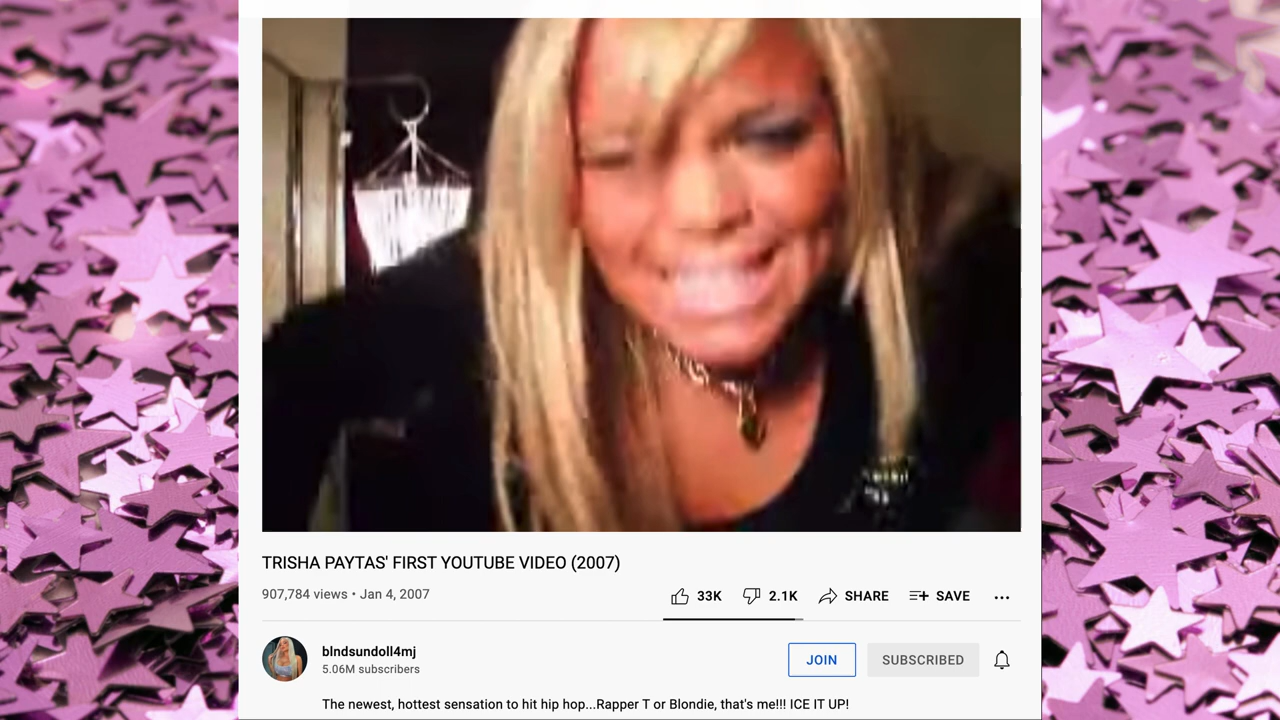 TRISHA PAYTAS' FIRST YOUTUBE VIDEO (2007)
907,784 views • Jan 4, 2007
33K 2.1K SHARE SAVE
blndsundoll4mj
5.06M subscribers
JOIN SUBSCRIBED
The newest, hottest sensation to hit hip hop...Rapper T or Blondie, that's me!!! ICE IT UP!